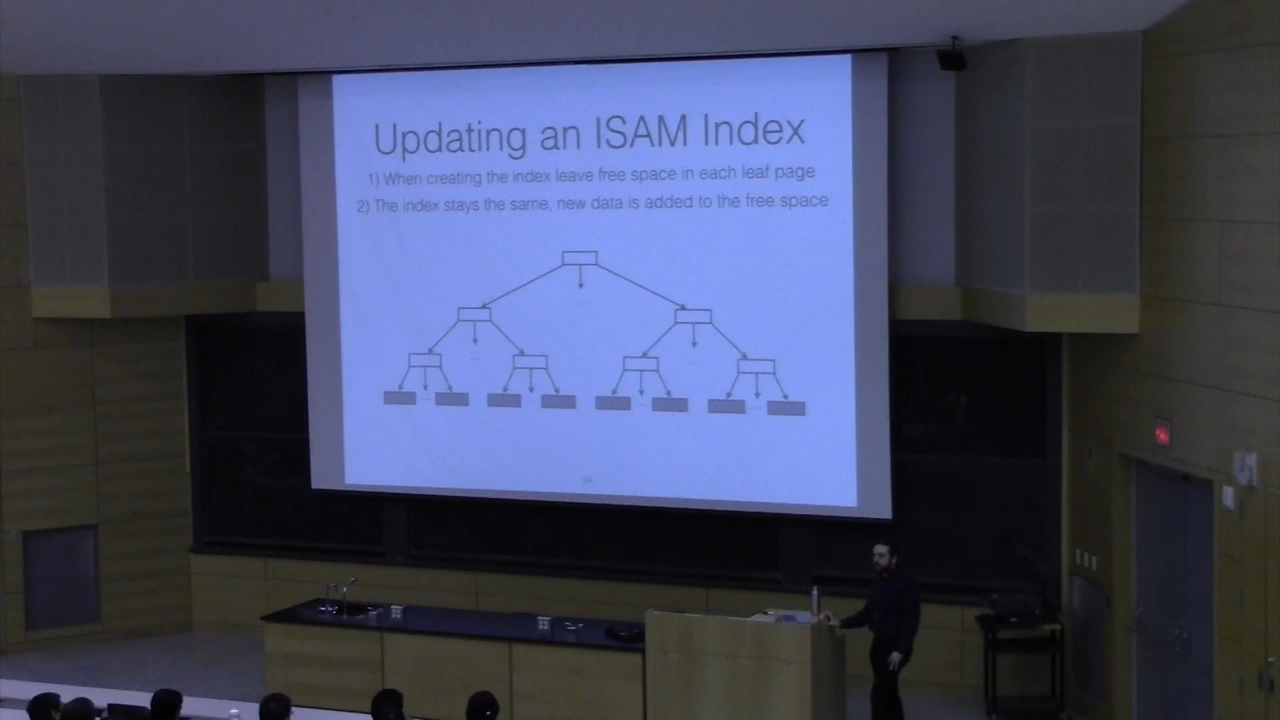 Updating an ISAM Index
1) When creating the index leave free space in each leaf page
2) The index stays the same, new data is added to the free space